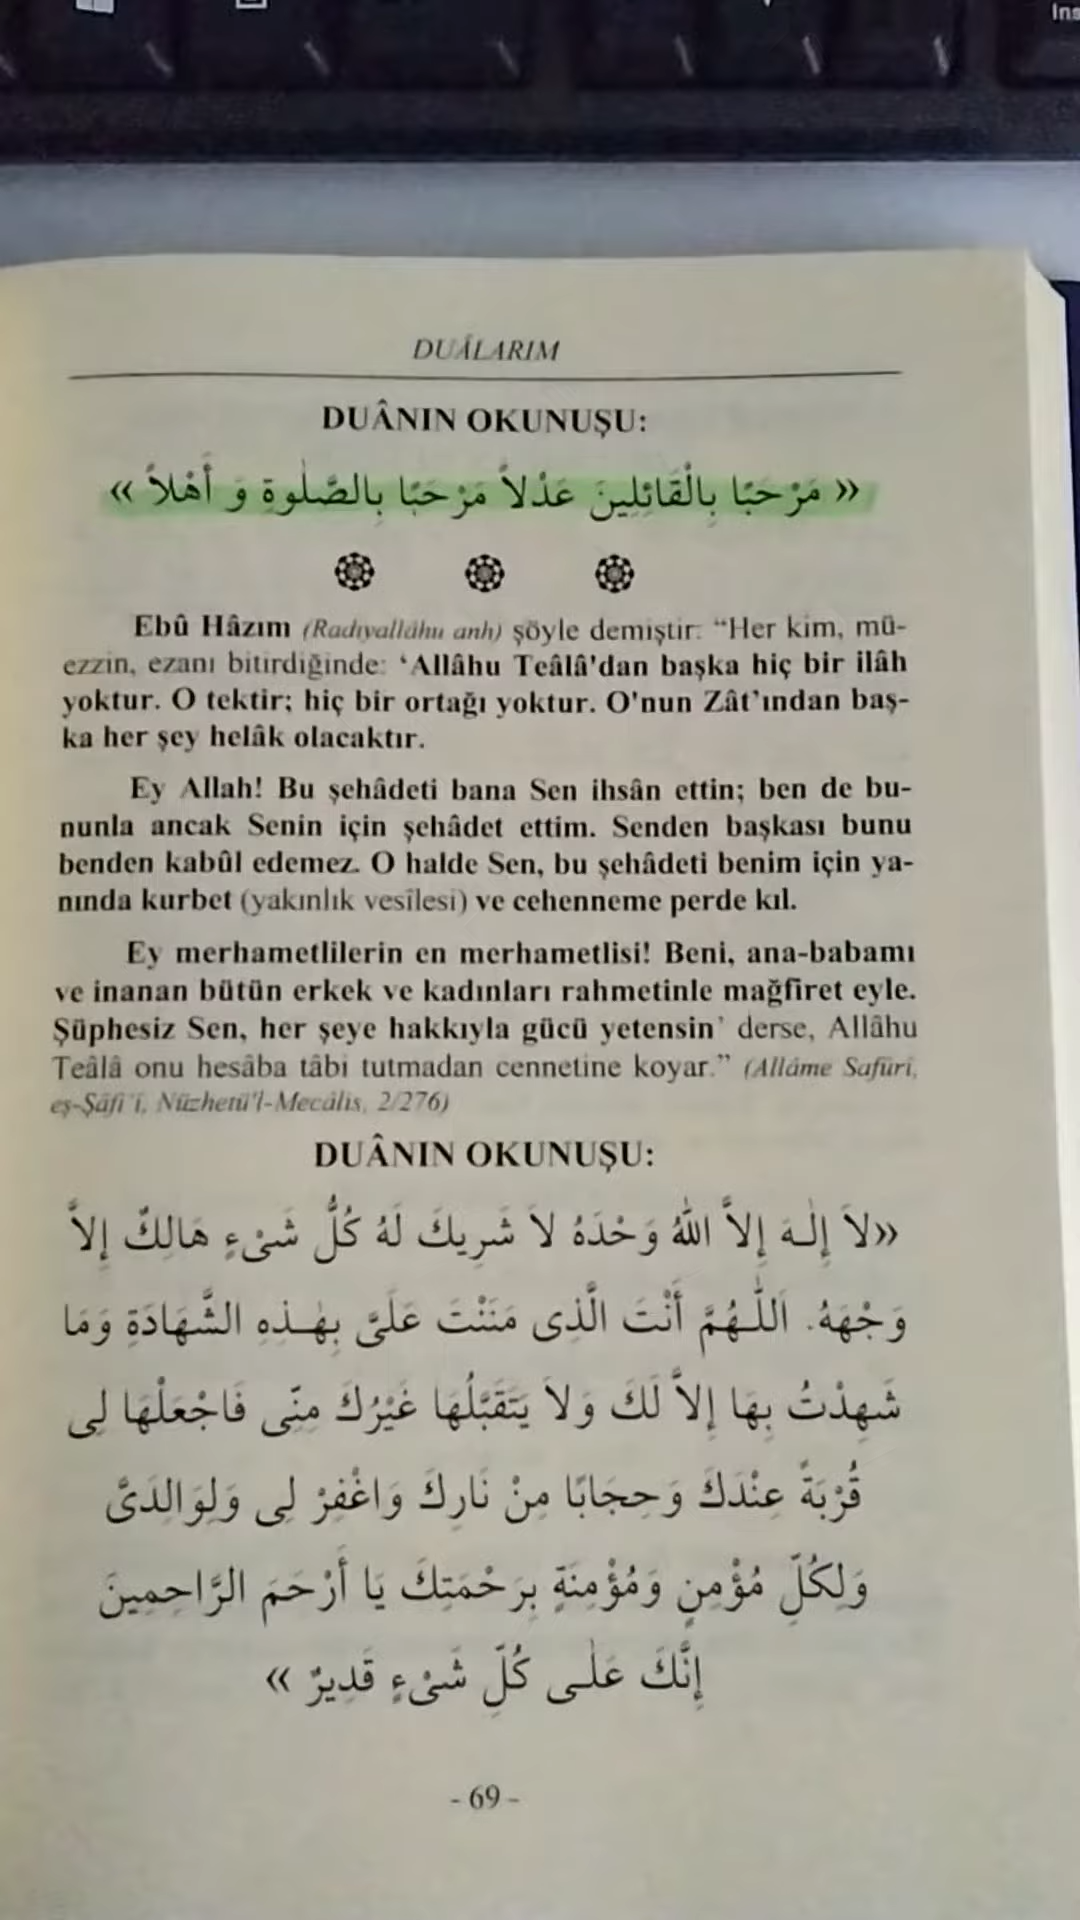 Ins
DUÂLARIM
DUÂNIN OKUNUŞU:
« مَرْحَبًا بِالْقَائِلِينَ عَدْلاً مَرْحَبًا بِالصَّلٰوةِ وَ أَهْلاً »
Ebû Hâzım (Radıyallâhu anh) şöyle demiştir: “Her kim, mü-
ezzin, ezanı bitirdiğinde: ‘Allâhu Teâlâ'dan başka hiç bir ilâh
yoktur. O tektir; hiç bir ortağı yoktur. O'nun Zât’ından baş-
ka her şey helâk olacaktır.
Ey Allah! Bu şehâdeti bana Sen ihsân ettin; ben de bu-
nunla ancak Senin için şehâdet ettim. Senden başkası bunu
benden kabûl edemez. O halde Sen, bu şehâdeti benim için ya-
nında kurbet (yakınlık vesîlesi) ve cehenneme perde kıl.
Ey merhametlilerin en merhametlisi! Beni, ana-babamı
ve inanan bütün erkek ve kadınları rahmetinle mağfiret eyle.
Şüphesiz Sen, her şeye hakkıyla gücü yetensin’ derse, Allâhu
Teâlâ onu hesâba tâbi tutmadan cennetine koyar.” (Allâme Safûrî,
eş-Şâfi‘î, Nüzhetü'l-Mecâlis, 2/276)
DUÂNIN OKUNUŞU:
«لاَ إِلٰهَ إِلاَّ اللهُ وَحْدَهُ لاَ شَرِيكَ لَهُ كُلُّ شَىْءٍ هَالِكٌ إِلاَّ
وَجْهَهُ. اَللّٰهُمَّ أَنْتَ الَّذِى مَنَنْتَ عَلَىَّ بِهٰذِهِ الشَّهَادَةِ وَمَا
شَهِدْتُ بِهَا إِلاَّ لَكَ وَلاَ يَتَقَبَّلُهَا غَيْرُكَ مِنِّى فَاجْعَلْهَا لِى
قُرْبَةً عِنْدَكَ وَحِجَابًا مِنْ نَارِكَ وَاغْفِرْ لِى وَلِوَالِدَىَّ
وَلِكُلِّ مُؤْمِنٍ وَمُؤْمِنَةٍ بِرَحْمَتِكَ يَا أَرْحَمَ الرَّاحِمِينَ
إِنَّكَ عَلٰى كُلِّ شَىْءٍ قَدِيرٌ »
- 69 -